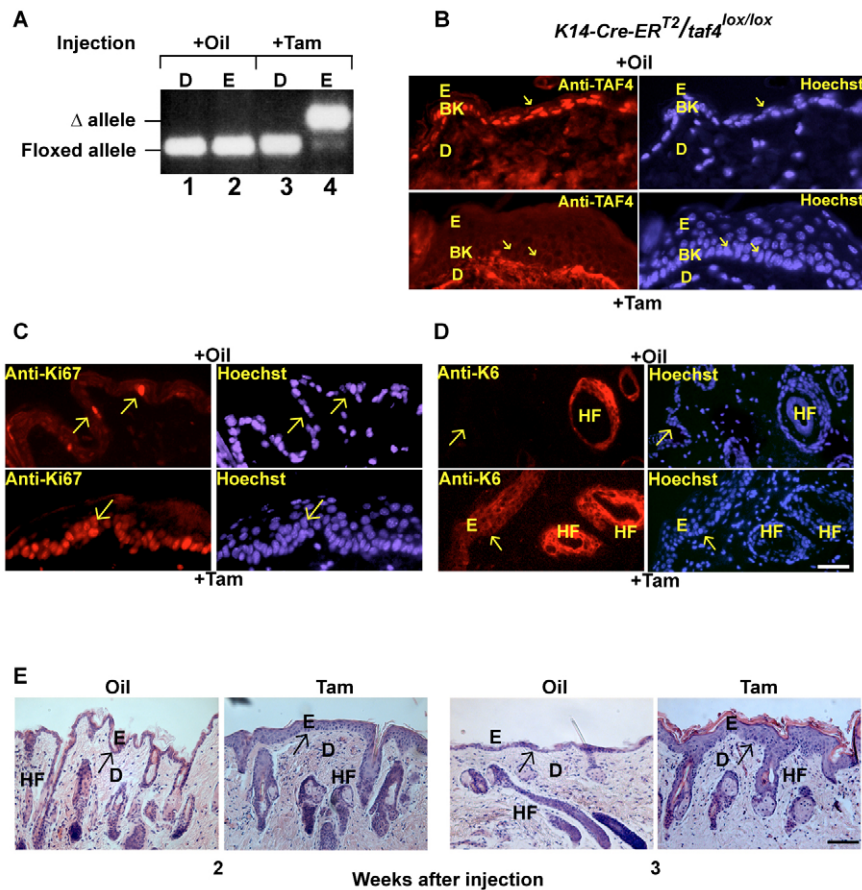 A
Injection +Oil +Tam
D E D E
Δ allele
Floxed allele
1 2 3 4
B
K14-Cre-ER^T2/taf4^lox/lox
+Oil
Anti-TAF4 Hoechst
E
BK
D
E
BK
D
Anti-TAF4 Hoechst
E
BK
D
E
BK
D
+Tam
C
+Oil
Anti-Ki67 Hoechst
Anti-Ki67 Hoechst
+Tam
D
+Oil
Anti-K6 Hoechst
HF HF
Anti-K6 Hoechst
E HF HF E HF HF
+Tam
E
Oil Tam Oil Tam
E E E E
D D D D
HF HF HF HF
2 3
Weeks after injection